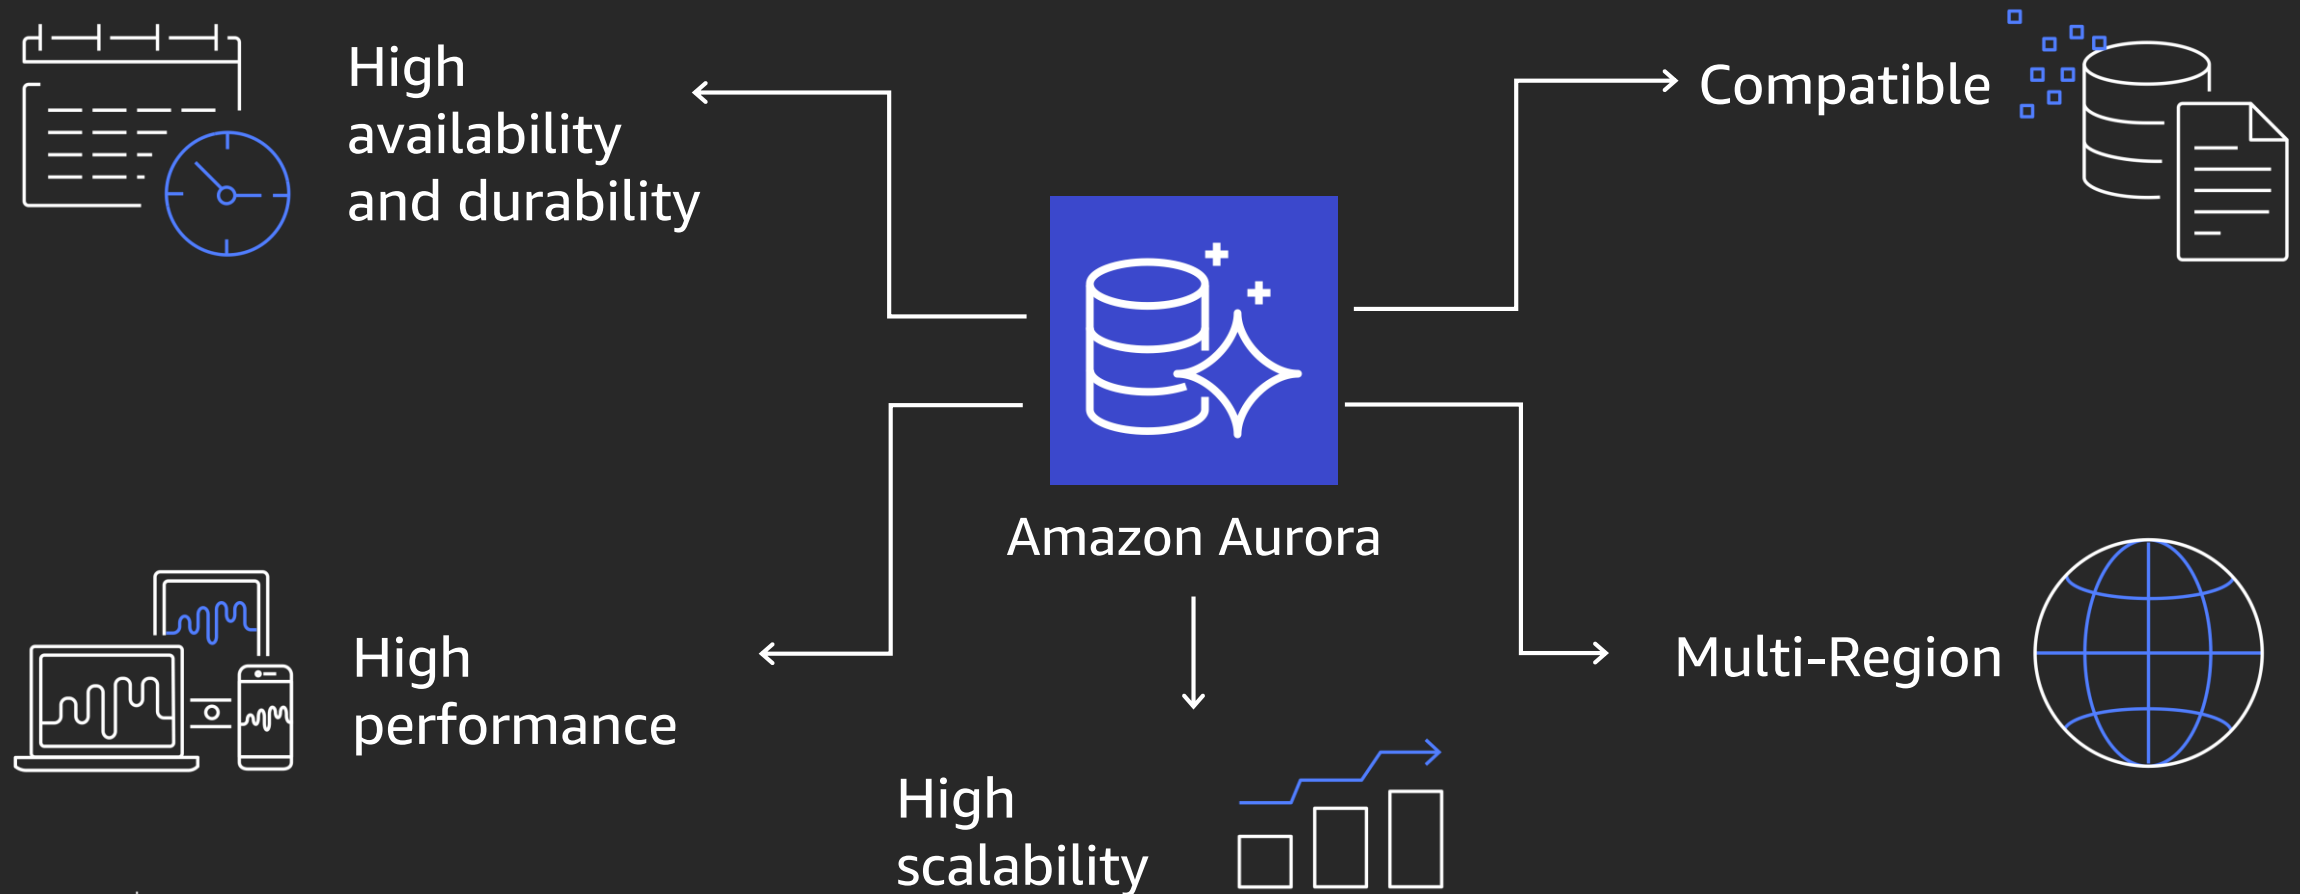 High
availability
and durability
Compatible
Amazon Aurora
High
performance
Multi-Region
High
scalability